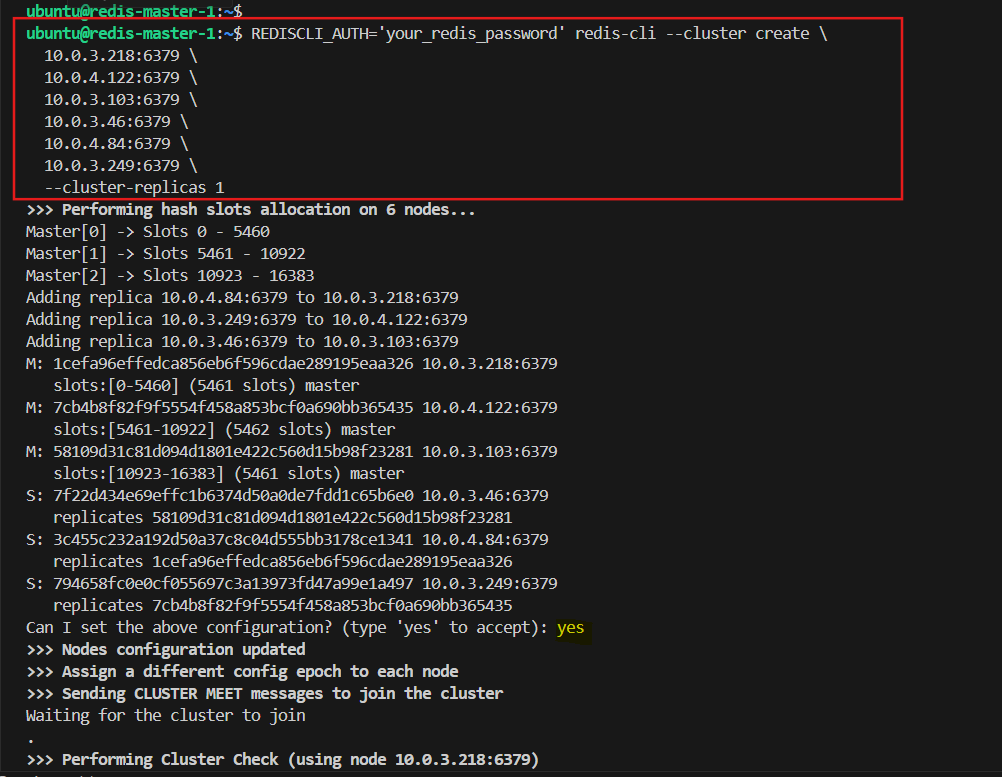 ubuntu@redis-master-1:~$
ubuntu@redis-master-1:~$ REDISCLI_AUTH='your_redis_password' redis-cli --cluster create \
10.0.3.218:6379 \
10.0.4.122:6379 \
10.0.3.103:6379 \
10.0.3.46:6379 \
10.0.4.84:6379 \
10.0.3.249:6379 \
--cluster-replicas 1
>>> Performing hash slots allocation on 6 nodes...
Master[0] -> Slots 0 - 5460
Master[1] -> Slots 5461 - 10922
Master[2] -> Slots 10923 - 16383
Adding replica 10.0.4.84:6379 to 10.0.3.218:6379
Adding replica 10.0.3.249:6379 to 10.0.4.122:6379
Adding replica 10.0.3.46:6379 to 10.0.3.103:6379
M: 1cefa96effedca856eb6f596cdae289195eaa326 10.0.3.218:6379
slots:[0-5460] (5461 slots) master
M: 7cb4b8f82f9f5554f458a853bcf0a690bb365435 10.0.4.122:6379
slots:[5461-10922] (5462 slots) master
M: 58109d31c81d094d1801e422c560d15b98f23281 10.0.3.103:6379
slots:[10923-16383] (5461 slots) master
S: 7f22d434e69effc1b6374d50a0de7fdd1c65b6e0 10.0.3.46:6379
replicates 58109d31c81d094d1801e422c560d15b98f23281
S: 3c455c232a192d50a37c8c04d555bb3178ce1341 10.0.4.84:6379
replicates 1cefa96effedca856eb6f596cdae289195eaa326
S: 794658fc0e0cf055697c3a13973fd47a99e1a497 10.0.3.249:6379
replicates 7cb4b8f82f9f5554f458a853bcf0a690bb365435
Can I set the above configuration? (type 'yes' to accept): yes
>>> Nodes configuration updated
>>> Assign a different config epoch to each node
>>> Sending CLUSTER MEET messages to join the cluster
Waiting for the cluster to join
.
>>> Performing Cluster Check (using node 10.0.3.218:6379)